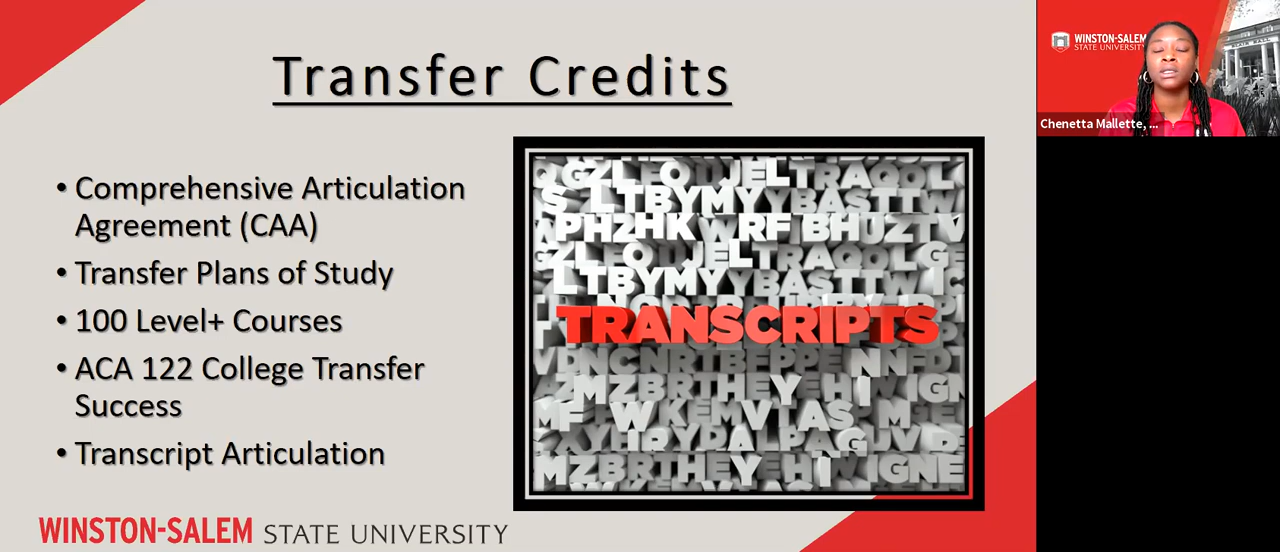 Transfer Credits
• Comprehensive Articulation
Agreement (CAA)
• Transfer Plans of Study
• 100 Level+ Courses
• ACA 122 College Transfer
Success
• Transcript Articulation
TRANSCRIPTS
WINSTON-SALEM STATE UNIVERSITY
WINSTON-SALEM
STATE UNIVERSITY
Chenetta Mallette, ...